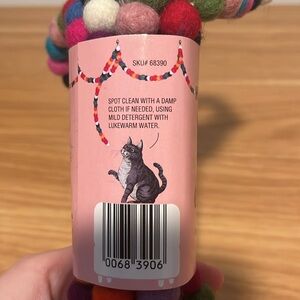 SKU# 68390
SPOT CLEAN WITH A DAMP
CLOTH IF NEEDED, USING
MILD DETERGENT WITH
LUKEWARM WATER.
0068 3906